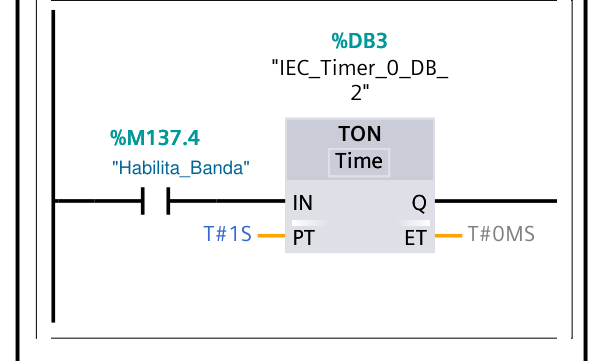 %DB3
"IEC_Timer_0_DB_
2"
%M137.4
"Habilita_Banda"
TON
Time
IN
Q
T#1S
PT
ET
T#0MS